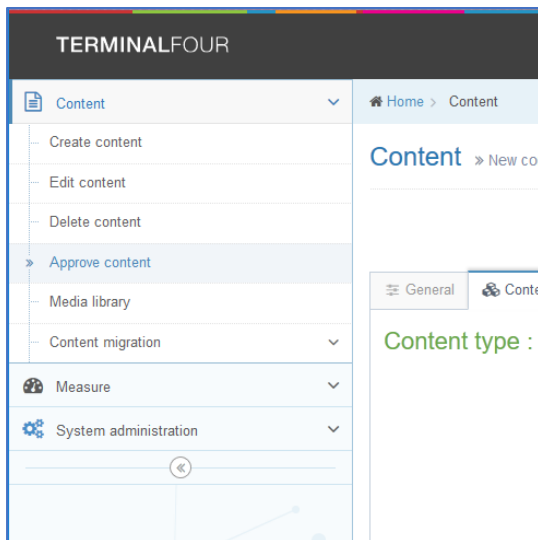 TERMINALFOUR
Content
Create content
Edit content
Delete content
Approve content
Media library
Content migration
Measure
System administration
Home > Content
Content » New co
General
Conte
Content type :